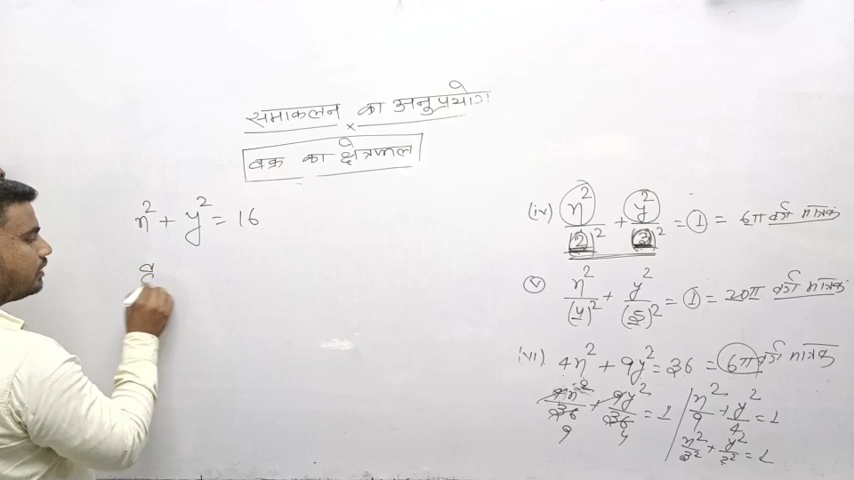 समाकलन का अनुप्रयोग
×
वक्र का क्षेत्रफल
x² + y² = 16
(iv) x²/(2)² + y²/(3)² = 1 = 6π वर्ग मात्रक
(v) x²/(4)² + y²/(5)² = 1 = 20π वर्ग मात्रक
(vi) 4x² + 9y² = 36 = 6π वर्ग मात्रक
4x²/36 + 9y²/36 = 1 / x²/9 + y²/4 = 1
9 4
x²/3² + y²/2² = 1